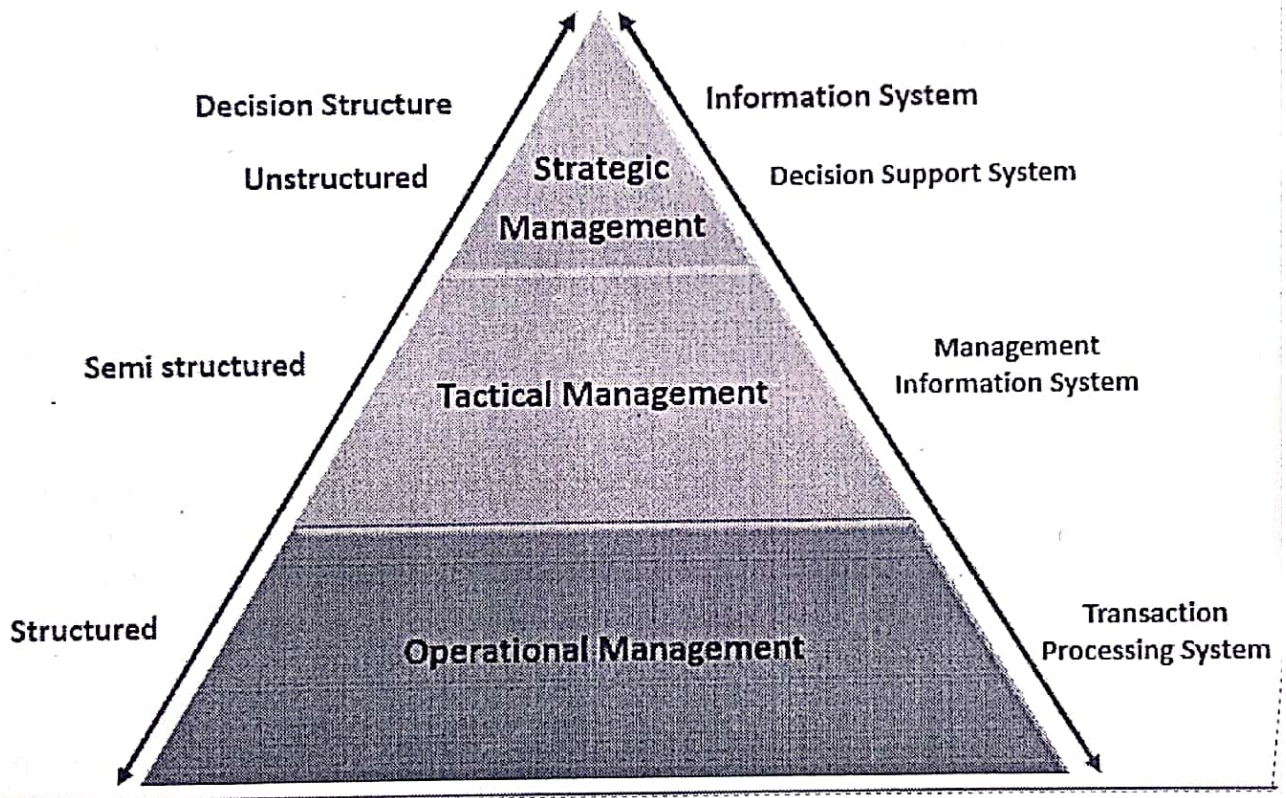 Decision Structure
Information System
Unstructured
Strategic
Management
Decision Support System
Semi structured
Tactical Management
Management
Information System
Structured
Operational Management
Transaction
Processing System